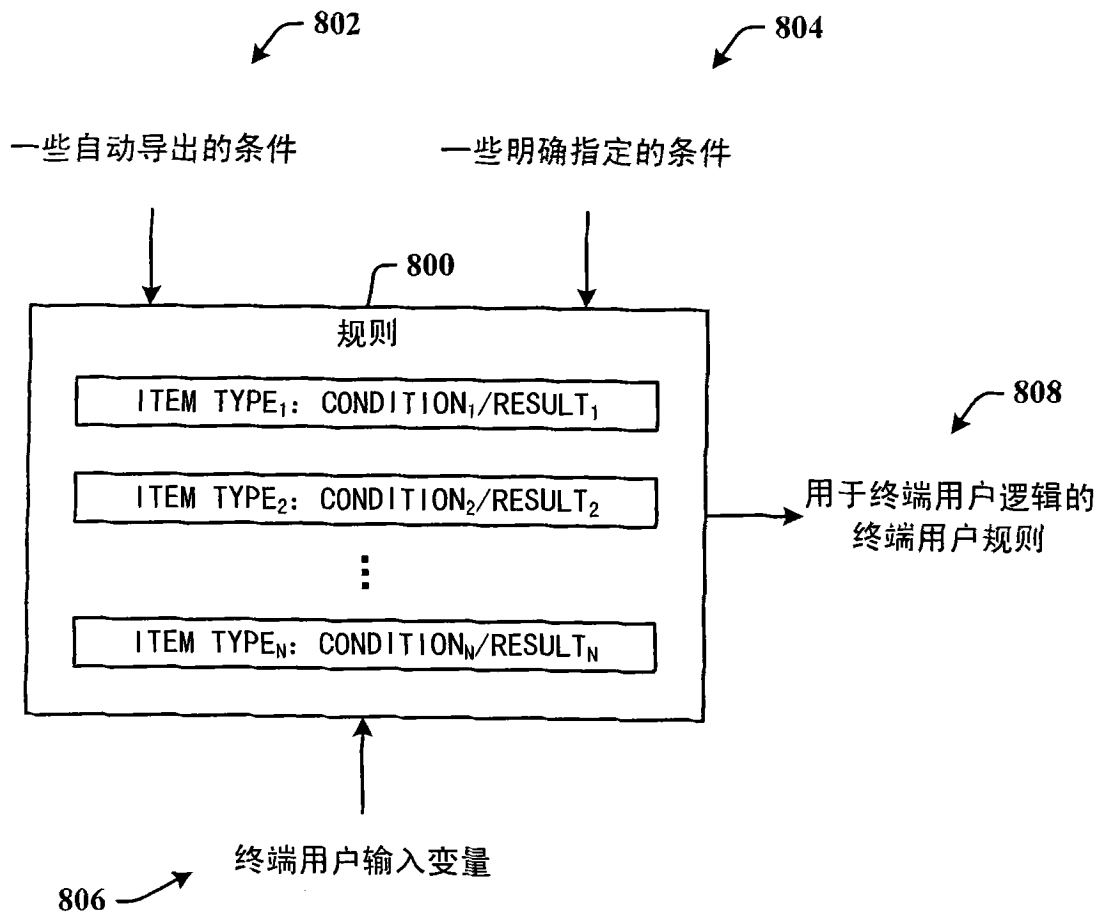 802
804
一些自动导出的条件
一些明确指定的条件
800
规则
ITEM TYPE₁: CONDITION₁/RESULT₁
808
ITEM TYPE₂: CONDITION₂/RESULT₂
用于终端用户逻辑的
终端用户规则
⋮
ITEM TYPEN: CONDITIONN/RESULTN
终端用户输入变量
806